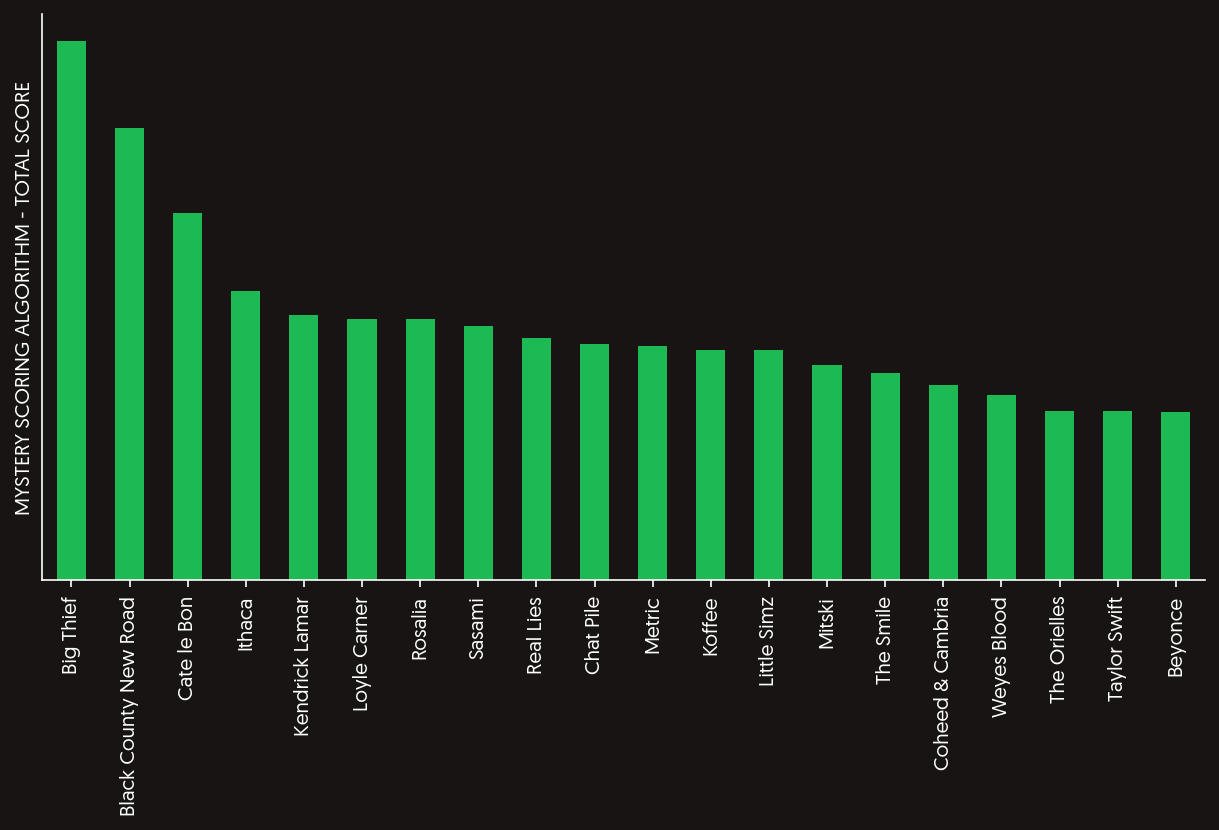 MYSTERY SCORING ALGORITHM - TOTAL SCORE
Big Thief
Black County New Road
Cate le Bon
Ithaca
Kendrick Lamar
Loyle Carner
Rosalia
Sasami
Real Lies
Chat Pile
Metric
Koffee
Little Simz
Mitski
The Smile
Coheed & Cambria
Weyes Blood
The Orielles
Taylor Swift
Beyonce